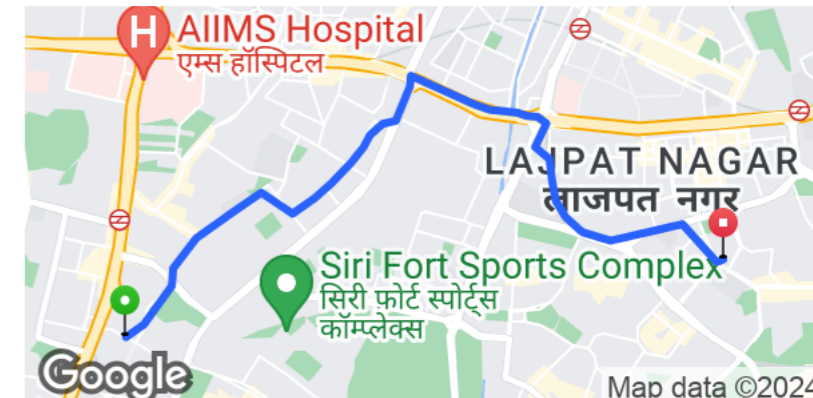 H AIIMS Hospital
एम्स हॉस्पिटल
LAJPAT NAGAR
लाजपत नगर
Siri Fort Sports Complex
सिरी फ़ोर्ट स्पोर्ट्स
कॉम्प्लेक्स
Google
Map data ©2024